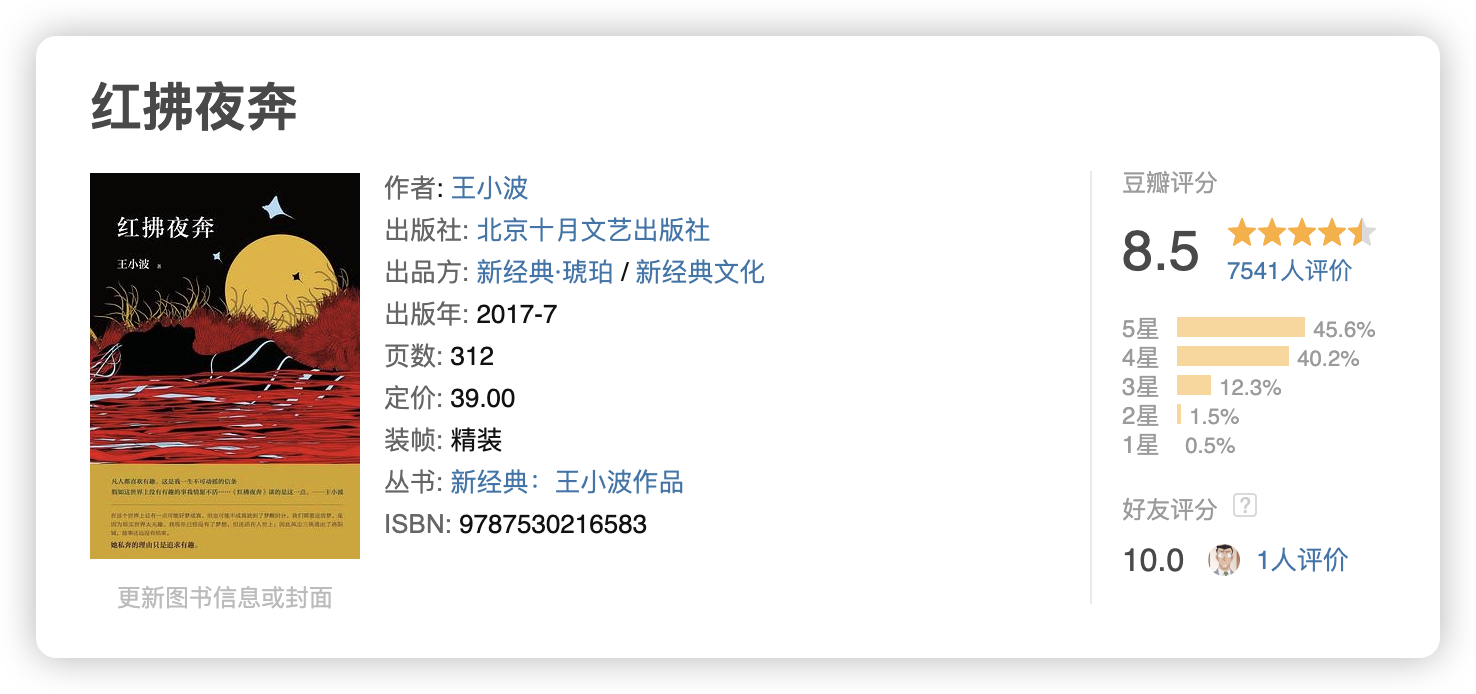 红拂夜奔
红拂夜奔
王小波 著
凡人都喜欢有趣，这是我一生不可动摇的信条
假如这世界上没有有趣的事我情愿不活……《红拂夜奔》谈的是这一点。——王小波
她私奔的理由只是追求有趣。
更新图书信息或封面
作者: 王小波
出版社: 北京十月文艺出版社
出品方: 新经典·琥珀 / 新经典文化
出版年: 2017-7
页数: 312
定价: 39.00
装帧: 精装
丛书: 新经典：王小波作品
ISBN: 9787530216583
豆瓣评分
8.5
7541人评价
5星 45.6%
4星 40.2%
3星 12.3%
2星 1.5%
1星 0.5%
好友评分 ?
10.0 1人评价